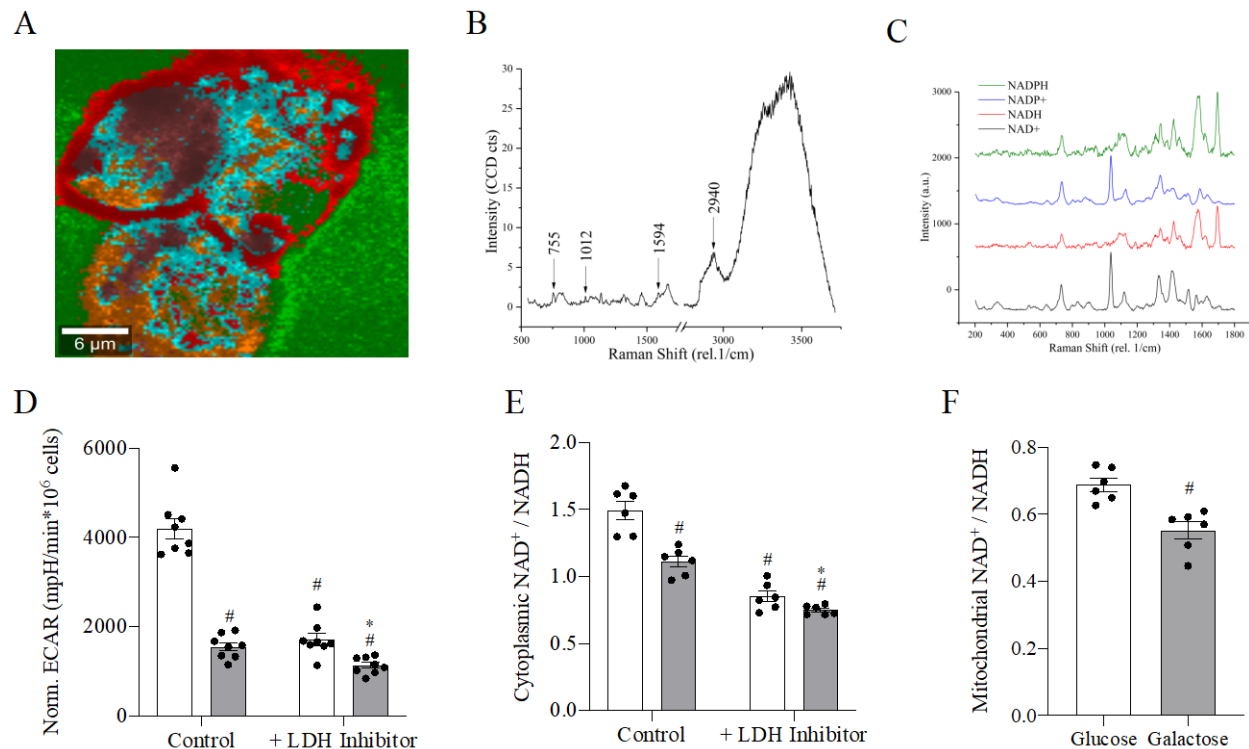 A
6 µm
B
Intensity (CCD cts)
30
25
20
15
10
5
0
755
1012
1594
2940
500
1000
1500
3000
3500
Raman Shift (rel.1/cm)
C
NADPH
NADP+
NADH
NAD+
Intensity (a.u.)
3000
2000
1000
0
200 400 600 800 1000 1200 1400 1600 1800
Raman Shift (rel. 1/cm)
D
Norm. ECAR (mpH/min*10⁶ cells)
6000
4000
2000
0
#
#
*
#
Control
+ LDH Inhibitor
E
Cytoplasmic NAD⁺ / NADH
2.0
1.5
1.0
0.5
0.0
#
#
*
#
Control
+ LDH Inhibitor
F
Mitochondrial NAD⁺ / NADH
0.8
0.6
0.4
0.2
0.0
#
Glucose Galactose